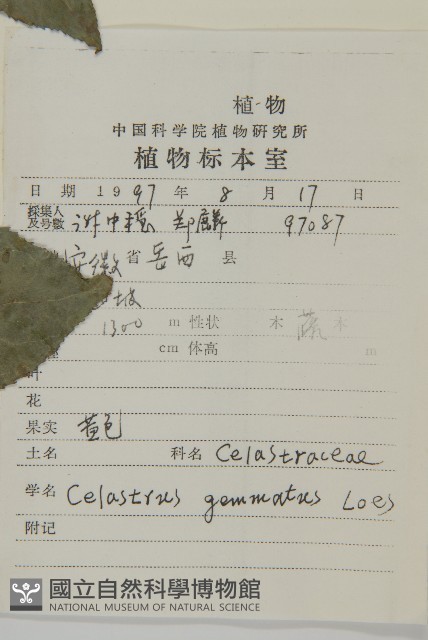 植物
中国科学院植物研究所
植物标本室
日期 1997 年 8 月 17 日
採集人及号数 谢中稳 郑 97087
安徽 省 岳西 县
坡
1300 m 性状 木 藤 本
cm 体高 m
叶
花
果实 黄色
土名 科名 Celastraceae
学名 Celastrus gemmatus Loes
附记
國立自然科學博物館
NATIONAL MUSEUM OF NATURAL SCIENCE